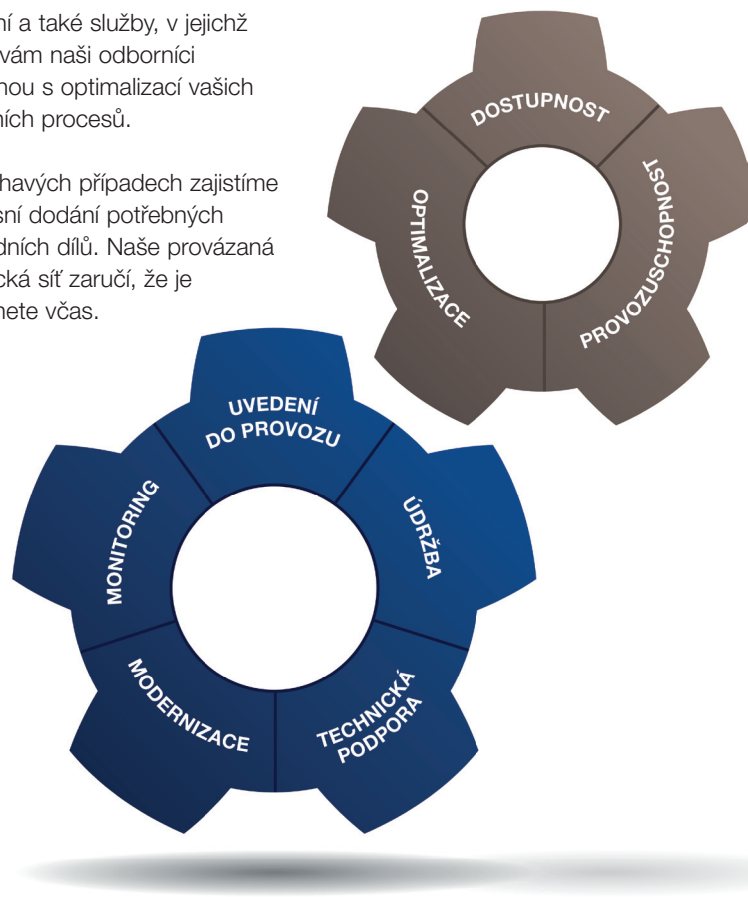 ní a také služby, v jejichž
vám naši odborníci
nou s optimalizací vašich
ních procesů.
havých případech zajistíme
sní dodání potřebných
dních dílů. Naše provázaná
cká síť zaručí, že je
nete včas.
DOSTUPNOST
OPTIMALIZACE
PROVOZUSCHOPNOST
UVEDENÍ
DO PROVOZU
MONITORING
ÚDRŽBA
MODERNIZACE
TECHNICKÁ
PODPORA